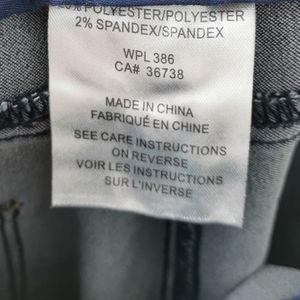 POLYESTER/POLYESTER
2% SPANDEX/SPANDEX
WPL 386
CA# 36738
MADE IN CHINA
FABRIQUÉ EN CHINE
SEE CARE INSTRUCTIONS
ON REVERSE
VOIR LES INSTRUCTIONS
SUR L'INVERSE